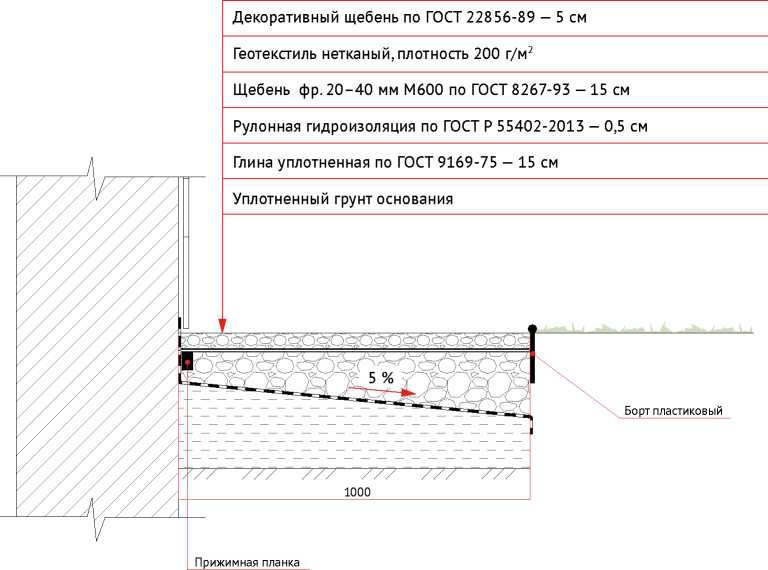 Декоративный щебень по ГОСТ 22856-89 — 5 см
Геотекстиль нетканый, плотность 200 г/м²
Щебень фр. 20–40 мм М600 по ГОСТ 8267-93 — 15 см
Рулонная гидроизоляция по ГОСТ Р 55402-2013 — 0,5 см
Глина уплотненная по ГОСТ 9169-75 — 15 см
Уплотненный грунт основания
5 %
Борт пластиковый
1000
Прижимная планка